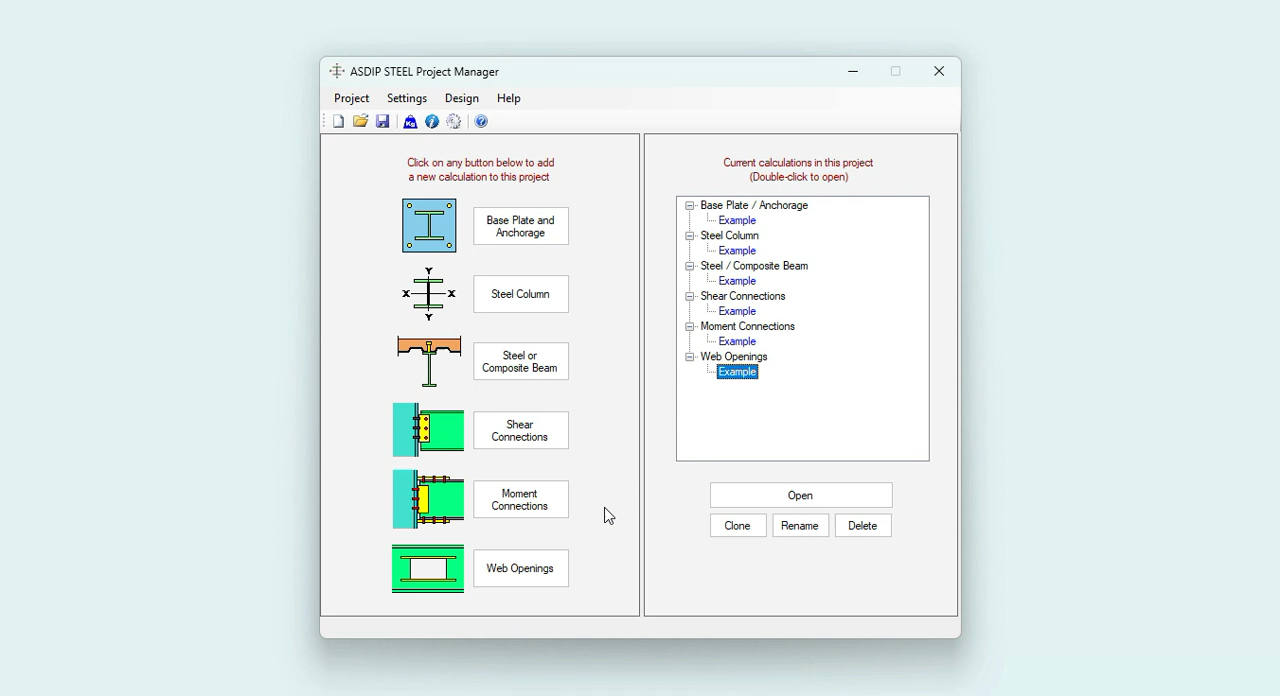 ASDIP STEEL Project Manager
Project Settings Design Help
Kg
Click on any button below to add
a new calculation to this project
Base Plate and
Anchorage
Y
X X
Y
Steel Column
Steel or
Composite Beam
Shear
Connections
Moment
Connections
Web Openings
Current calculations in this project
(Double-click to open)
Base Plate / Anchorage
Example
Steel Column
Example
Steel / Composite Beam
Example
Shear Connections
Example
Moment Connections
Example
Web Openings
Example
Open
Clone Rename Delete